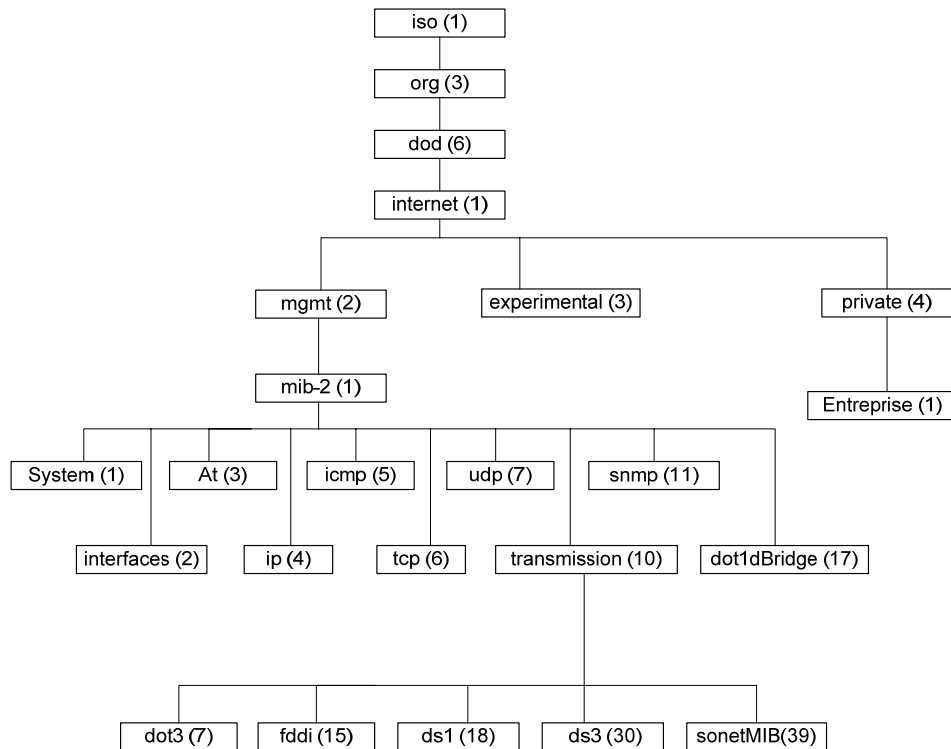 iso (1)
org (3)
dod (6)
internet (1)
mgmt (2)
experimental (3)
private (4)
mib-2 (1)
Entreprise (1)
System (1)
At (3)
icmp (5)
udp (7)
snmp (11)
interfaces (2)
ip (4)
tcp (6)
transmission (10)
dot1dBridge (17)
dot3 (7)
fddi (15)
ds1 (18)
ds3 (30)
sonetMIB(39)